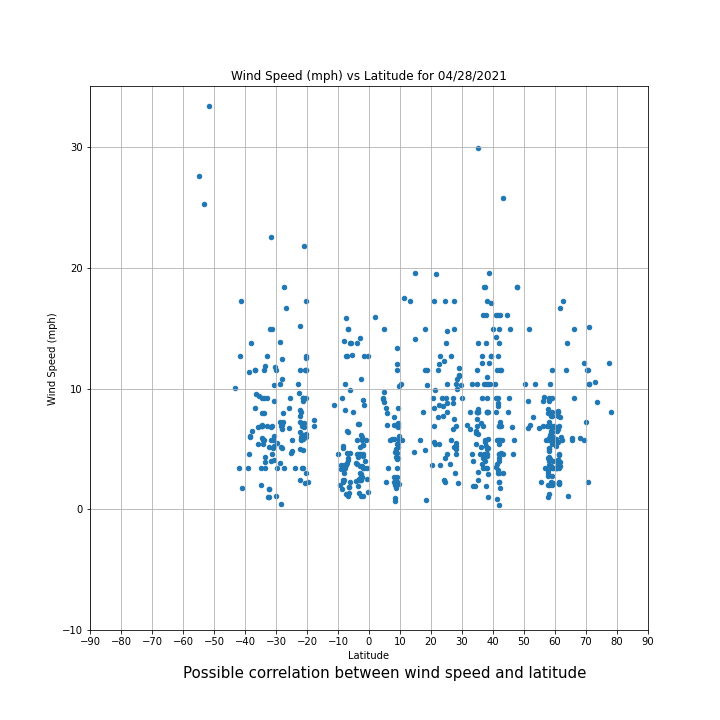 Wind Speed (mph) vs Latitude for 04/28/2021
Wind Speed (mph)
30
20
10
0
−10
−90 −80 −70 −60 −50 −40 −30 −20 −10 0 10 20 30 40 50 60 70 80 90
Latitude
Possible correlation between wind speed and latitude